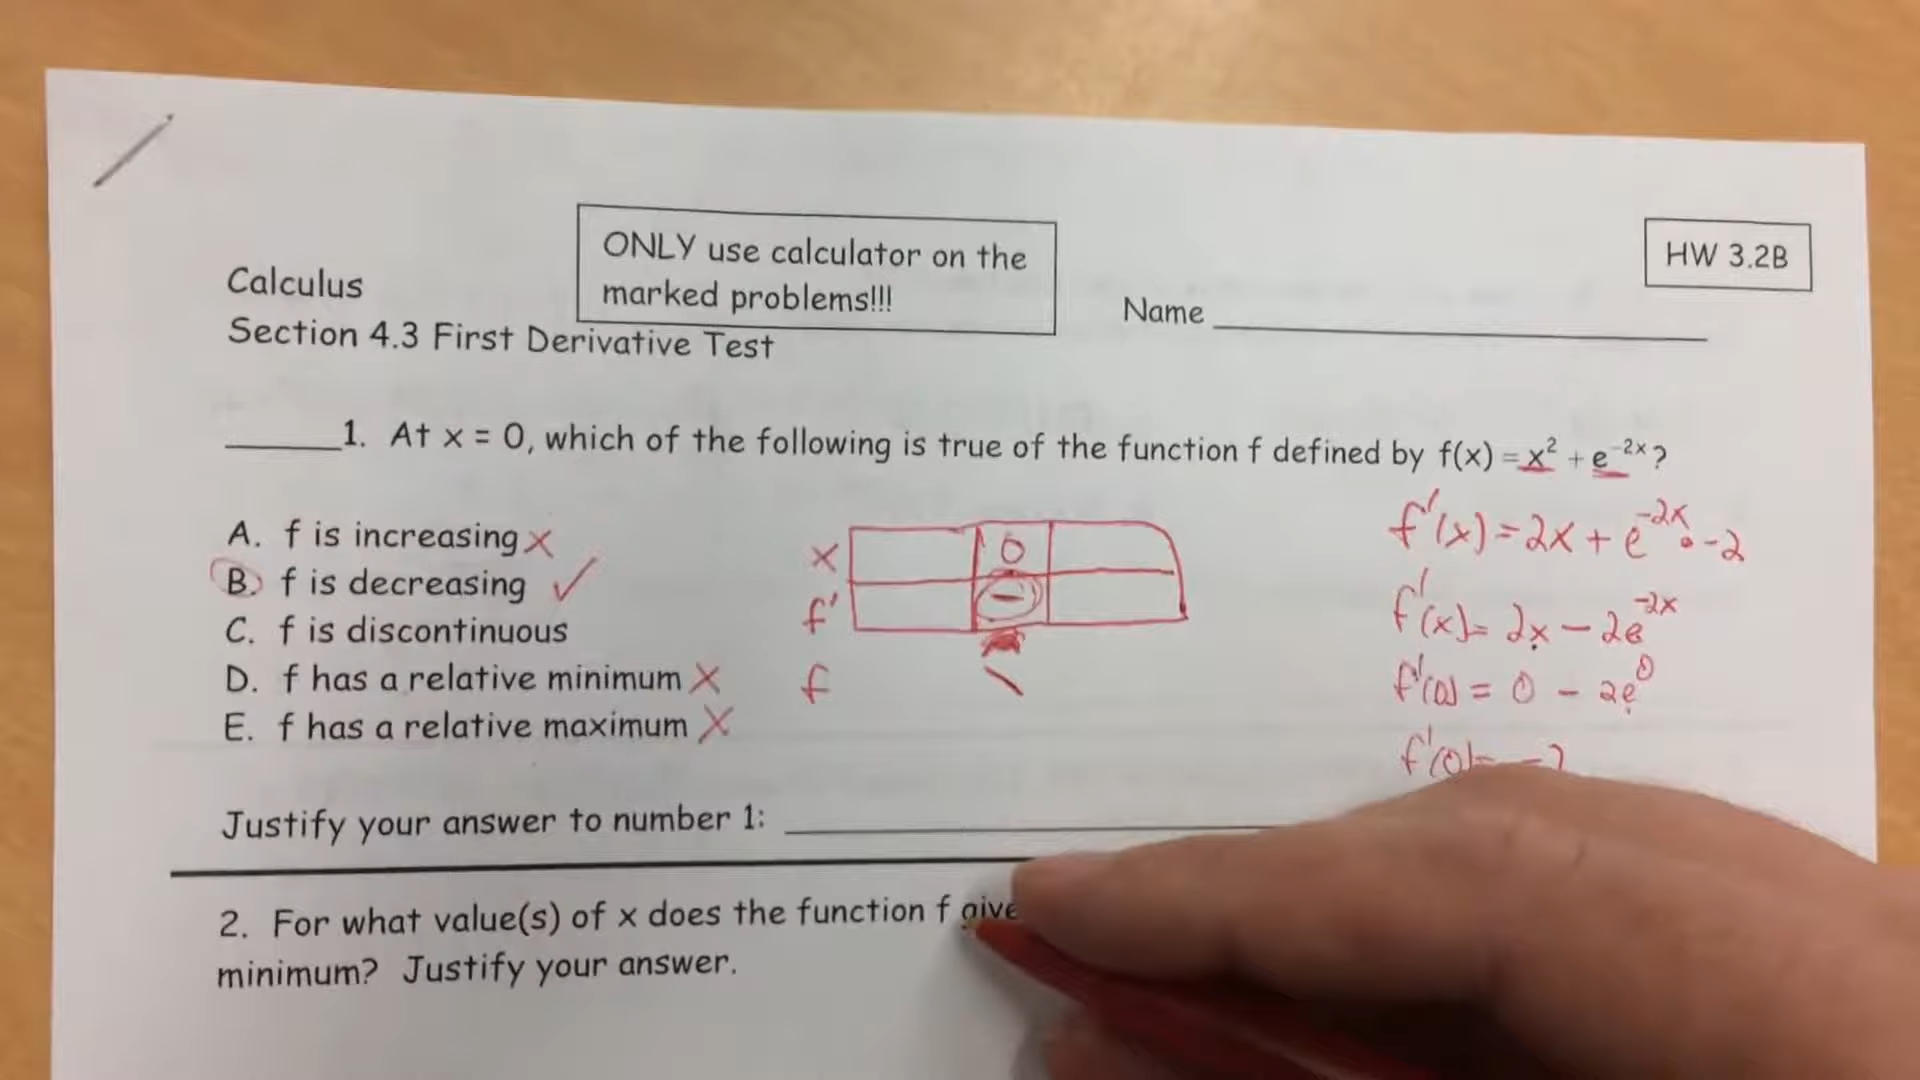 ONLY use calculator on the
marked problems!!!
HW 3.2B
Calculus
Name
Section 4.3 First Derivative Test
1. At x = 0, which of the following is true of the function f defined by f(x) = x² + e⁻²ˣ?
A. f is increasing x
B. f is decreasing ✓
C. f is discontinuous
D. f has a relative minimum X
E. f has a relative maximum X
x 0
f' −
f \
f'(x) = 2x + e⁻²ˣ • -2
f'(x) = 2x − 2e⁻²ˣ
f'(0) = 0 − 2e⁰
f'(0) = −2
Justify your answer to number 1:
2. For what value(s) of x does the function f give
minimum? Justify your answer.